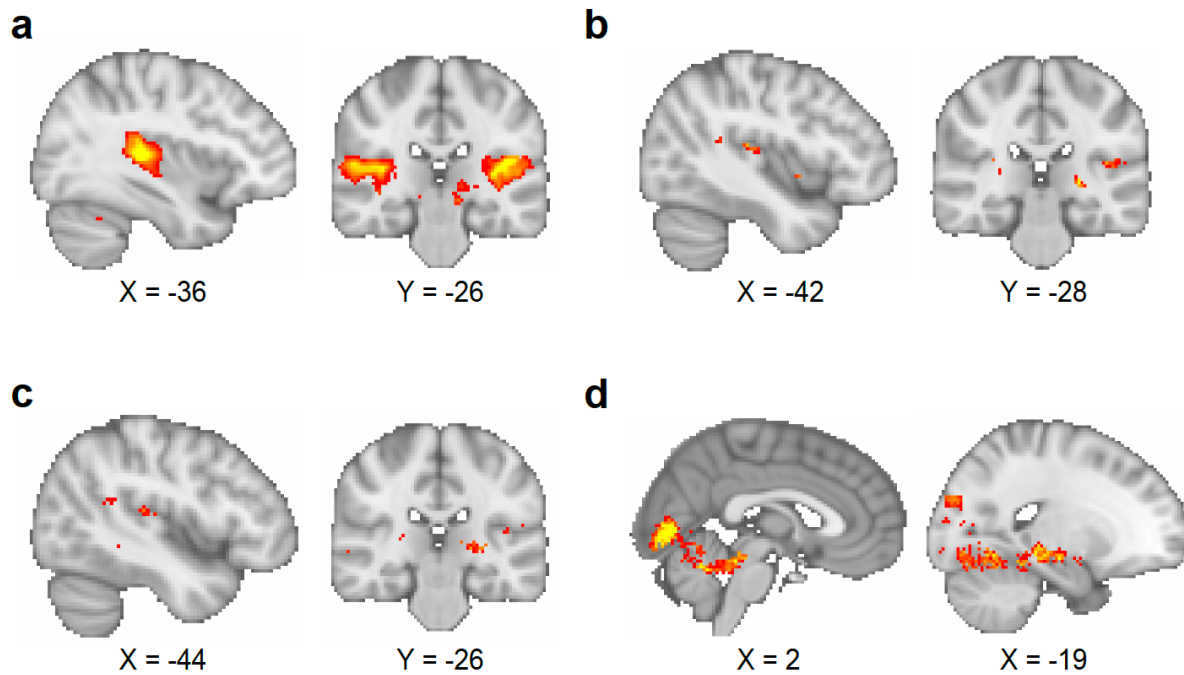 a
b
X = -36
Y = -26
X = -42
Y = -28
c
d
X = -44
Y = -26
X = 2
X = -19